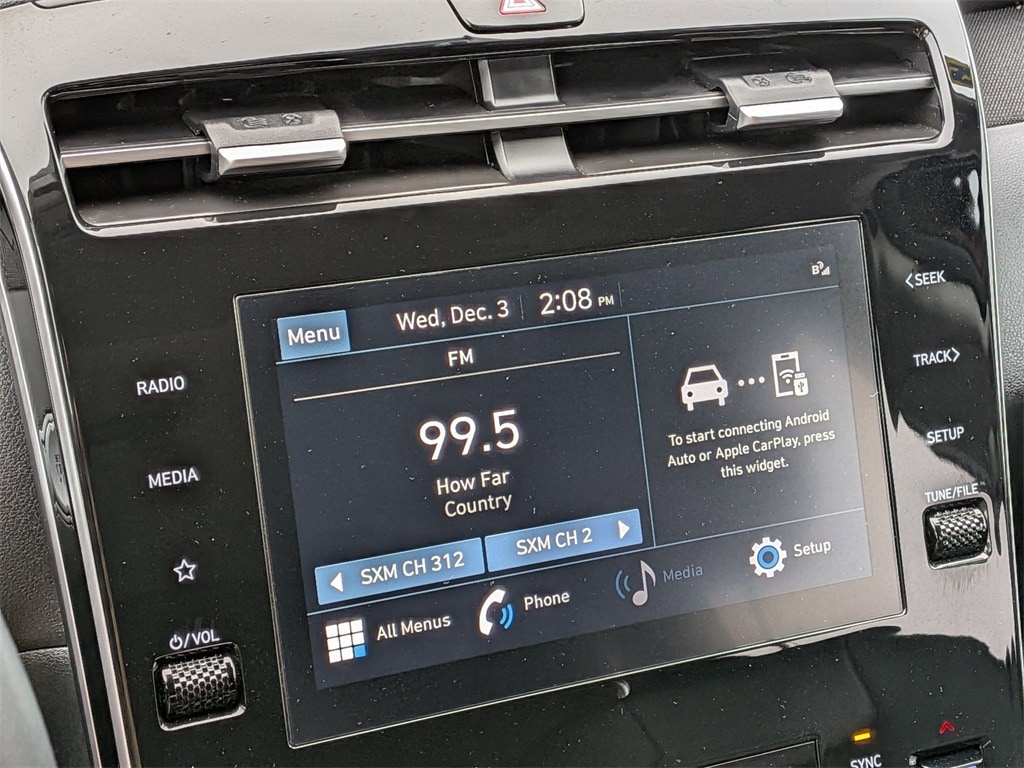 Menu
Wed, Dec. 3
2:08 PM
B
FM
99.5
How Far
Country
SXM CH 312
SXM CH 2
To start connecting Android
Auto or Apple CarPlay, press
this widget.
All Menus
Phone
Media
Setup
RADIO
MEDIA
/VOL
SEEK
TRACK
SETUP
TUNE/FILE
SYNC